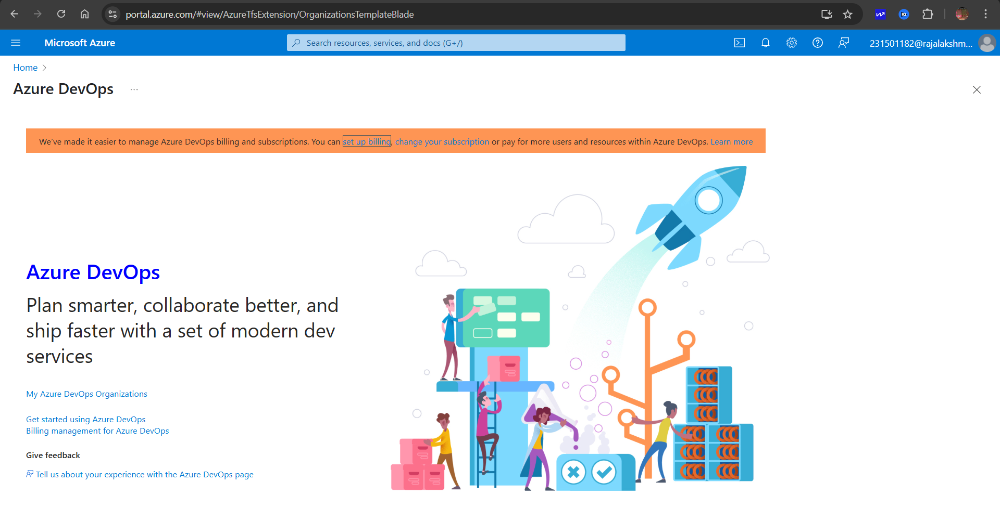 portal.azure.com/#view/AzureTfsExtension/OrganizationsTemplateBlade
Microsoft Azure
Search resources, services, and docs (G+/)
231501182@rajalakshm...
Home
Azure DevOps
...
We've made it easier to manage Azure DevOps billing and subscriptions. You can set up billing, change your subscription or pay for more users and resources within Azure DevOps. Learn more
Azure DevOps
Plan smarter, collaborate better, and
ship faster with a set of modern dev
services
My Azure DevOps Organizations
Get started using Azure DevOps
Billing management for Azure DevOps
Give feedback
Tell us about your experience with the Azure DevOps page